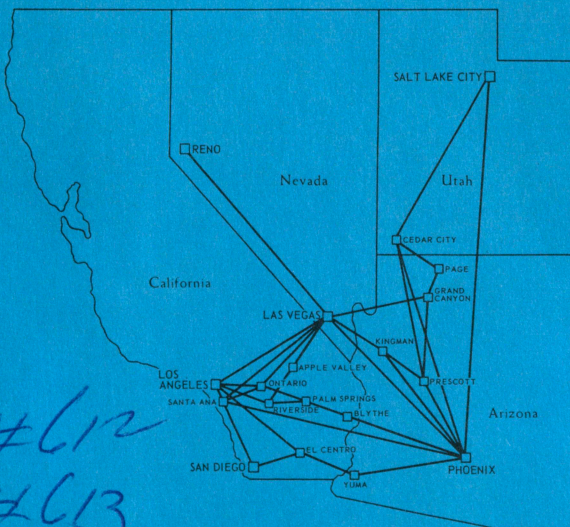 SALT LAKE CITY
RENO
Nevada
Utah
CEDAR CITY
PAGE
California
GRAND
CANYON
LAS VEGAS
KINGMAN
APPLE VALLEY
LOS
ANGELES
ONTARIO
PRESCOTT
SANTA ANA
PALM SPRINGS
RIVERSIDE
BLYTHE
Arizona
#612
EL CENTRO
SAN DIEGO
PHOENIX
YUMA
#613